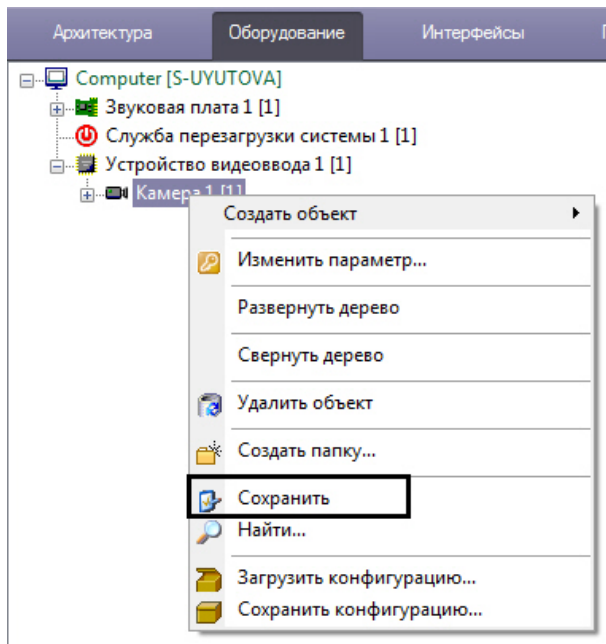 Архитектура Оборудование Интерфейсы
Computer [S-UYUTOVA]
Звуковая плата 1 [1]
Служба перезагрузки системы 1 [1]
Устройство видеоввода 1 [1]
Камера 1 [1]
Создать объект
Изменить параметр...
Развернуть дерево
Свернуть дерево
Удалить объект
Создать папку...
Сохранить
Найти...
Загрузить конфигурацию...
Сохранить конфигурацию...